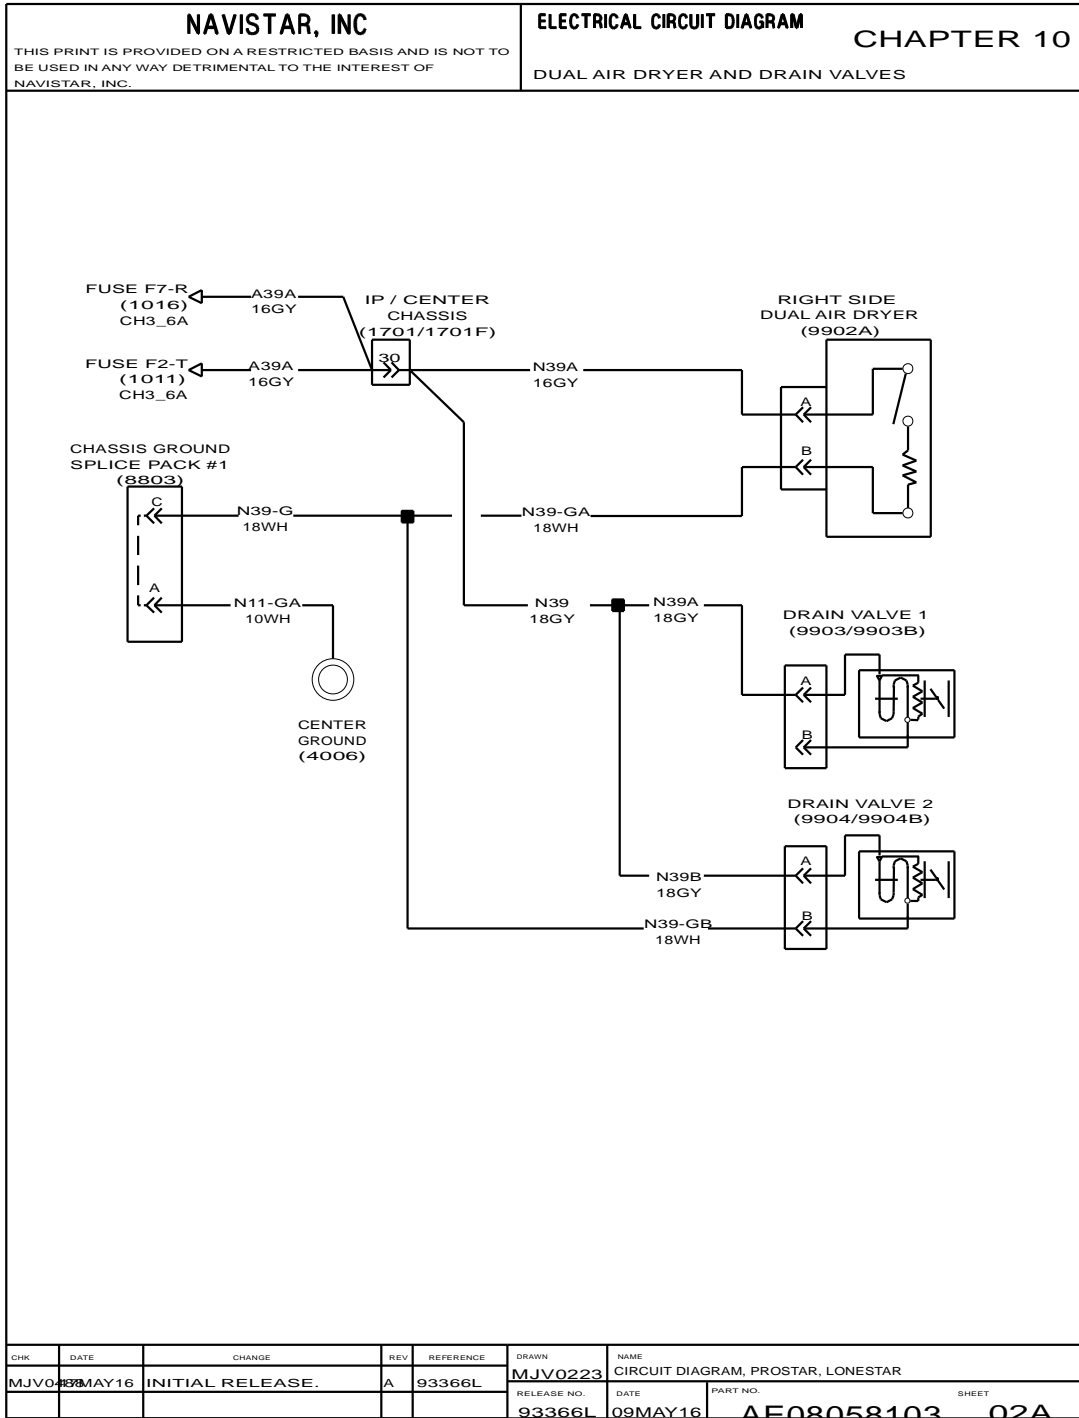 NAVISTAR, INC
THIS PRINT IS PROVIDED ON A RESTRICTED BASIS AND IS NOT TO
BE USED IN ANY WAY DETRIMENTAL TO THE INTEREST OF
NAVISTAR, INC.
ELECTRICAL CIRCUIT DIAGRAM
CHAPTER 10
DUAL AIR DRYER AND DRAIN VALVES
FUSE F7-R
(1016)
CH3_6A
A39A
16GY
IP / CENTER
CHASSIS
(1701/1701F)
30
RIGHT SIDE
DUAL AIR DRYER
(9902A)
FUSE F2-T
(1011)
CH3_6A
A39A
16GY
N39A
16GY
A
B
CHASSIS GROUND
SPLICE PACK #1
(8803)
C
N39-G
18WH
N39-GA
18WH
A
N11-GA
10WH
N39
18GY
N39A
18GY
DRAIN VALVE 1
(9903/9903B)
A
B
CENTER
GROUND
(4006)
DRAIN VALVE 2
(9904/9904B)
A
N39B
18GY
B
N39-GB
18WH
CHK
DATE
CHANGE
REV
REFERENCE
MAY16
INITIAL RELEASE.
A
93366L
DRAWN
MJV0223
NAME
CIRCUIT DIAGRAM, PROSTAR, LONESTAR
RELEASE NO.
93366L
DATE
09MAY16
PART NO.
AE08058103
SHEET
02A